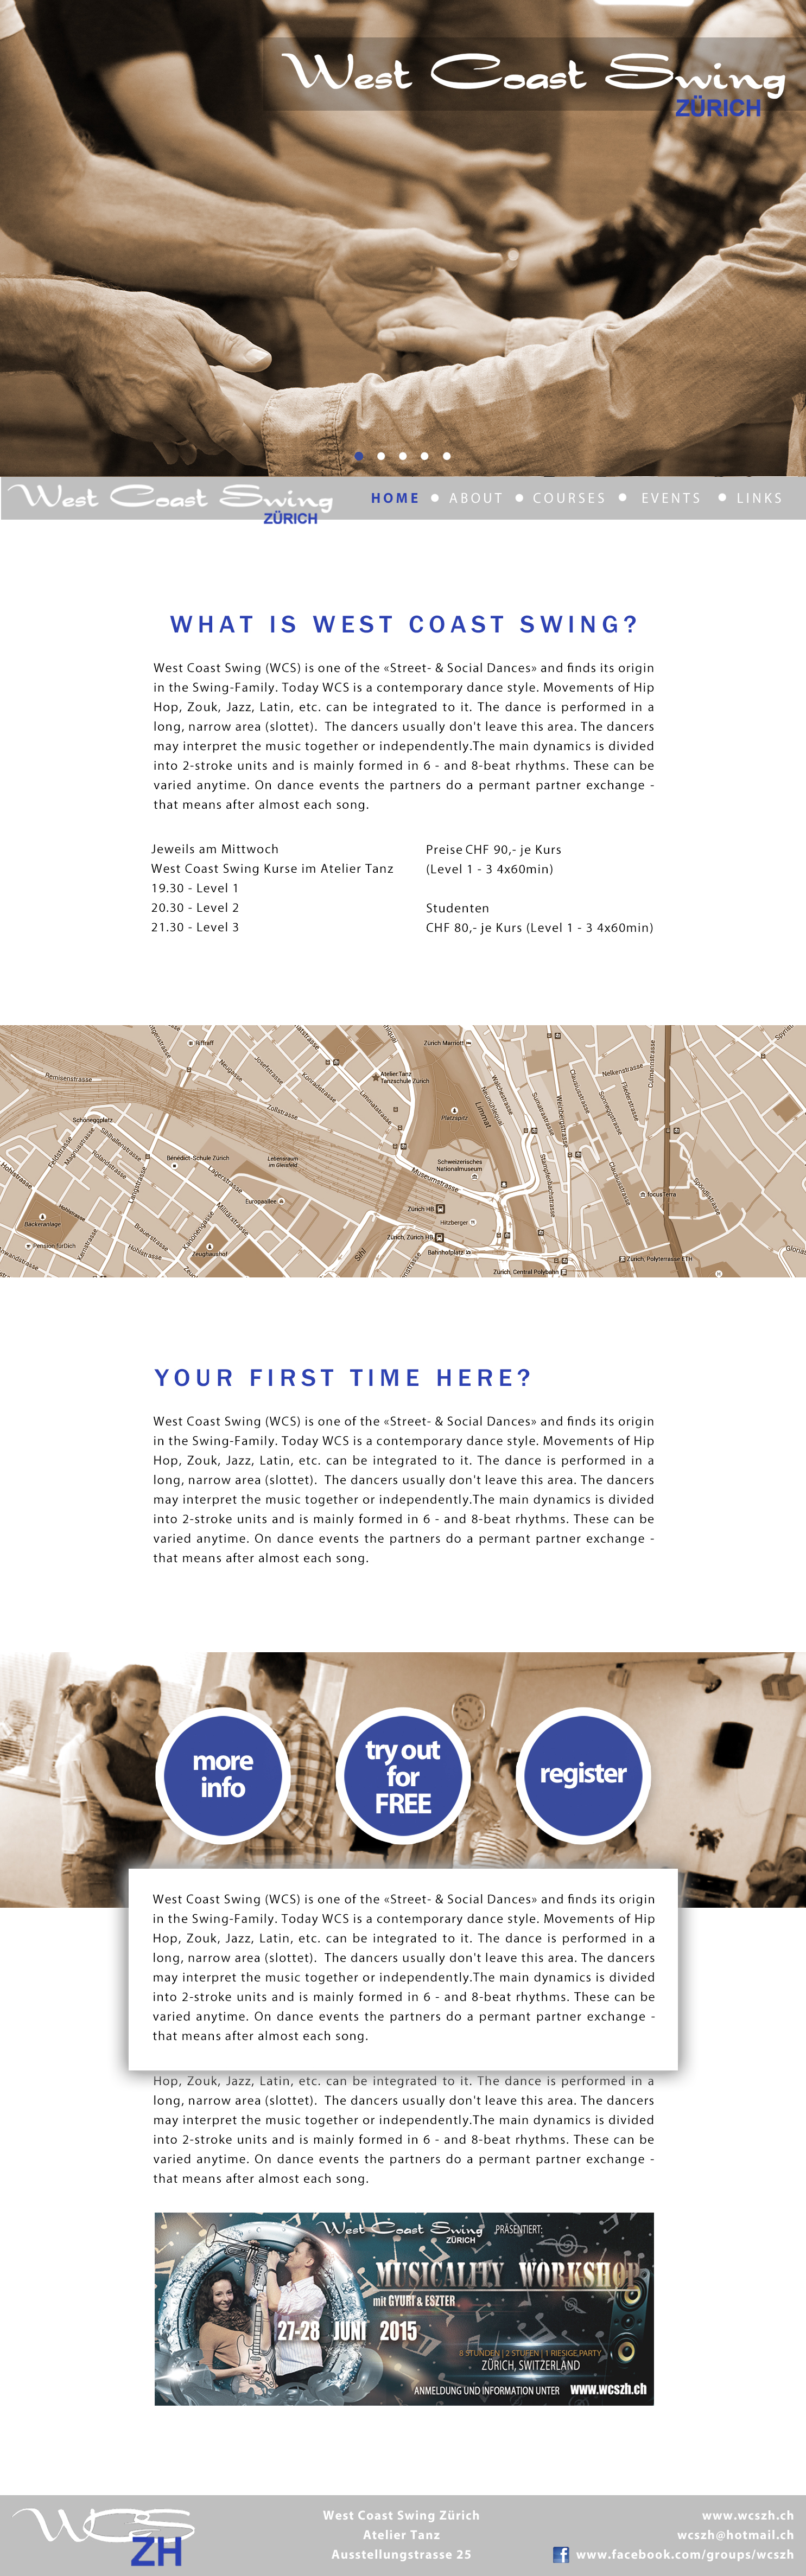 West Coast Swing
ZÜRICH
West Coast Swing
ZÜRICH
HOME ABOUT COURSES EVENTS LINKS
WHAT IS WEST COAST SWING?
West Coast Swing (WCS) is one of the «Street- & Social Dances» and finds its origin
in the Swing-Family. Today WCS is a contemporary dance style. Movements of Hip
Hop, Zouk, Jazz, Latin, etc. can be integrated to it. The dance is performed in a
long, narrow area (slottet). The dancers usually don't leave this area. The dancers
may interpret the music together or independently.The main dynamics is divided
into 2-stroke units and is mainly formed in 6 - and 8-beat rhythms. These can be
varied anytime. On dance events the partners do a permant partner exchange -
that means after almost each song.
Jeweils am Mittwoch
West Coast Swing Kurse im Atelier Tanz
19.30 - Level 1
20.30 - Level 2
21.30 - Level 3
Preise CHF 90,- je Kurs
(Level 1 - 3 4x60min)
Studenten
CHF 80,- je Kurs (Level 1 - 3 4x60min)
Riffraff
Zürich Marriott
Remisenstrasse
Neugasse
Josefstrasse
Konradstrasse
Atelier Tanz
Tanzschule Zürich
Limmatstrasse
Zollstrasse
Platzspitz
Limmat
Neumühlequai
Walchestrasse
Stampfenbachstrasse
Weinbergstrasse
Clausiusstrasse
Sonneggstrasse
Nelkenstrasse
Culmannstrasse
Schöneggplatz
Feldstrasse
Magnusstrasse
Sihlhallenstrasse
Rolandstrasse
Langstrasse
Hohlstrasse
Bénédict-Schule Zürich
Lagerstrasse
Lebensraum
im Gleisfeld
Europaallee
Militärstrasse
Kanonengasse
Brauerstrasse
Hohlstrasse
Zeughaushof
Bäckeranlage
Pension fürDich
Museumstrasse
Schweizerisches
Nationalmuseum
Zürich HB
Hitzberger
Zürich, Zürich HB
Bahnhofplatz
Zürich, Central Polybahn
Sihl
focusTerra
Spöndlistrasse
Zürich, Polyterrasse ETH
YOUR FIRST TIME HERE?
West Coast Swing (WCS) is one of the «Street- & Social Dances» and finds its origin
in the Swing-Family. Today WCS is a contemporary dance style. Movements of Hip
Hop, Zouk, Jazz, Latin, etc. can be integrated to it. The dance is performed in a
long, narrow area (slottet). The dancers usually don't leave this area. The dancers
may interpret the music together or independently.The main dynamics is divided
into 2-stroke units and is mainly formed in 6 - and 8-beat rhythms. These can be
varied anytime. On dance events the partners do a permant partner exchange -
that means after almost each song.
more
info
try out
for
FREE
register
West Coast Swing (WCS) is one of the «Street- & Social Dances» and finds its origin
in the Swing-Family. Today WCS is a contemporary dance style. Movements of Hip
Hop, Zouk, Jazz, Latin, etc. can be integrated to it. The dance is performed in a
long, narrow area (slottet). The dancers usually don't leave this area. The dancers
may interpret the music together or independently.The main dynamics is divided
into 2-stroke units and is mainly formed in 6 - and 8-beat rhythms. These can be
varied anytime. On dance events the partners do a permant partner exchange -
that means after almost each song.
Hop, Zouk, Jazz, Latin, etc. can be integrated to it. The dance is performed in a
long, narrow area (slottet). The dancers usually don't leave this area. The dancers
may interpret the music together or independently.The main dynamics is divided
into 2-stroke units and is mainly formed in 6 - and 8-beat rhythms. These can be
varied anytime. On dance events the partners do a permant partner exchange -
that means after almost each song.
West Coast Swing PRÄSENTIERT:
ZÜRICH
MUSICALITY WORKSHOP
mit GYURI & ESZTER
27-28 JUNI 2015
8 STUNDEN | 2 STUFEN | 1 RIESIGE PARTY
ZÜRICH, SWITZERLAND
ANMELDUNG UND INFORMATION UNTER www.wcszh.ch
WCS
ZH
West Coast Swing Zürich
Atelier Tanz
Ausstellungstrasse 25
www.wcszh.ch
wcszh@hotmail.ch
f www.facebook.com/groups/wcszh